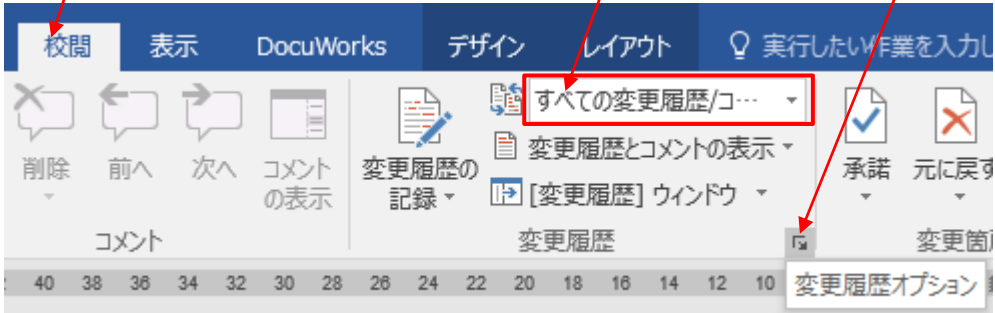 校閲 表示 DocuWorks デザイン レイアウト 実行したい作業を入力し
すべての変更履歴/コ…
変更履歴とコメントの表示
[変更履歴] ウィンドウ
削除 前へ 次へ コメント
の表示
変更履歴の
記録
承諾 元に戻す
コメント 変更履歴 変更箇
40 38 36 34 32 30 28 26 24 22 20 18 16 14 12 10
変更履歴オプション